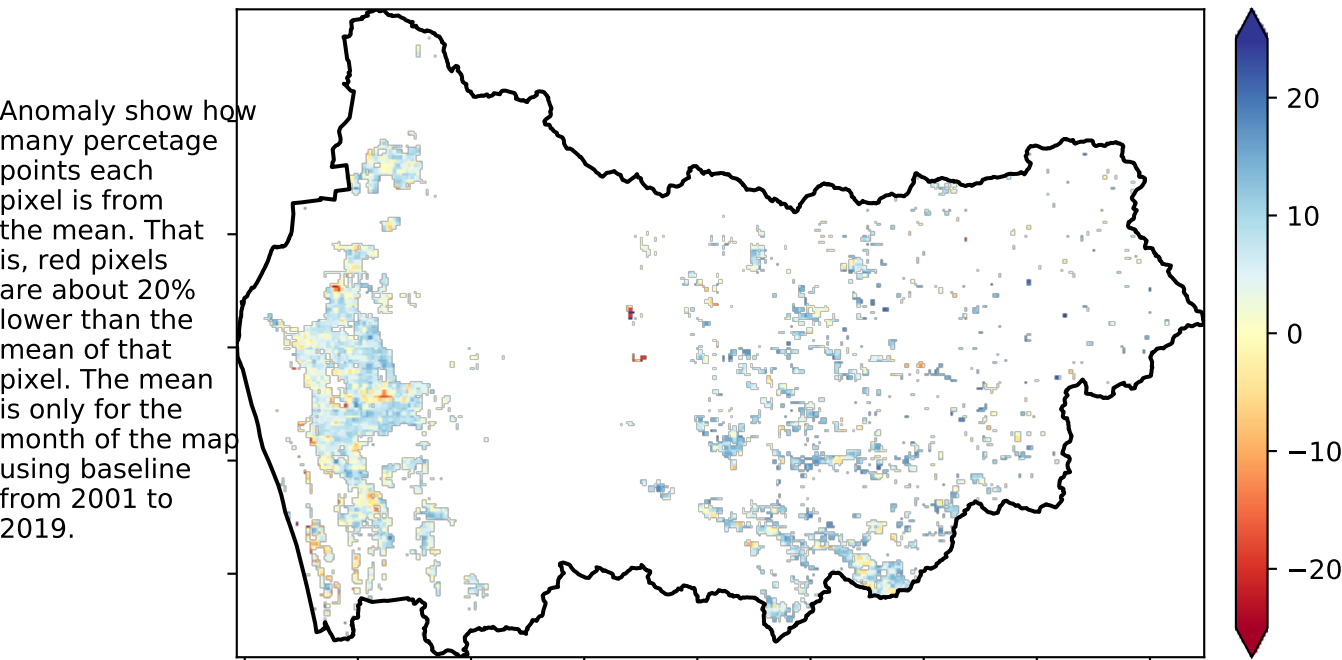 Anomaly show how
many percetage
points each
pixel is from
the mean. That
is, red pixels
are about 20%
lower than the
mean of that
pixel. The mean
is only for the
month of the map
using baseline
from 2001 to
2019.
20
10
0
−10
−20